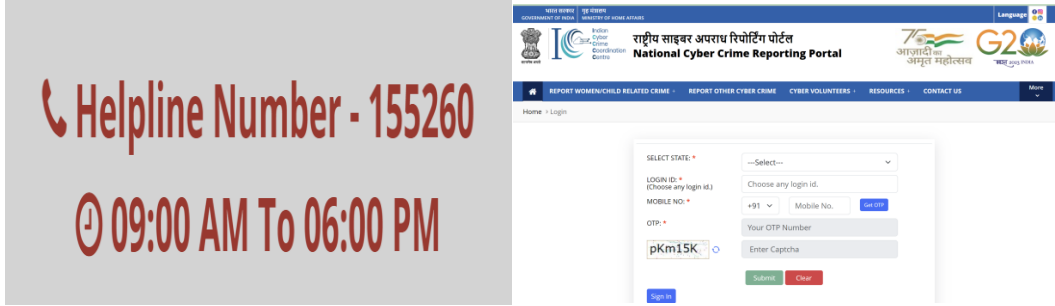 Helpline Number - 155260
09:00 AM To 06:00 PM
भारत सरकार गृह मंत्रालय
GOVERNMENT OF INDIA MINISTRY OF HOME AFFAIRS
Language
Indian
Cyber
Crime
Coordination
Centre
राष्ट्रीय साइबर अपराध रिपोर्टिंग पोर्टल
National Cyber Crime Reporting Portal
आज़ादी का
अमृत महोत्सव
G20
भारत 2023 INDIA
REPORT WOMEN/CHILD RELATED CRIME REPORT OTHER CYBER CRIME CYBER VOLUNTEERS RESOURCES CONTACT US More
Home > Login
SELECT STATE: * ---Select---
LOGIN ID: * Choose any login id.
(Choose any login id.)
MOBILE NO: * +91 Mobile No. Get OTP
OTP: * Your OTP Number
pKm15K Enter Captcha
Submit Clear
Sign In